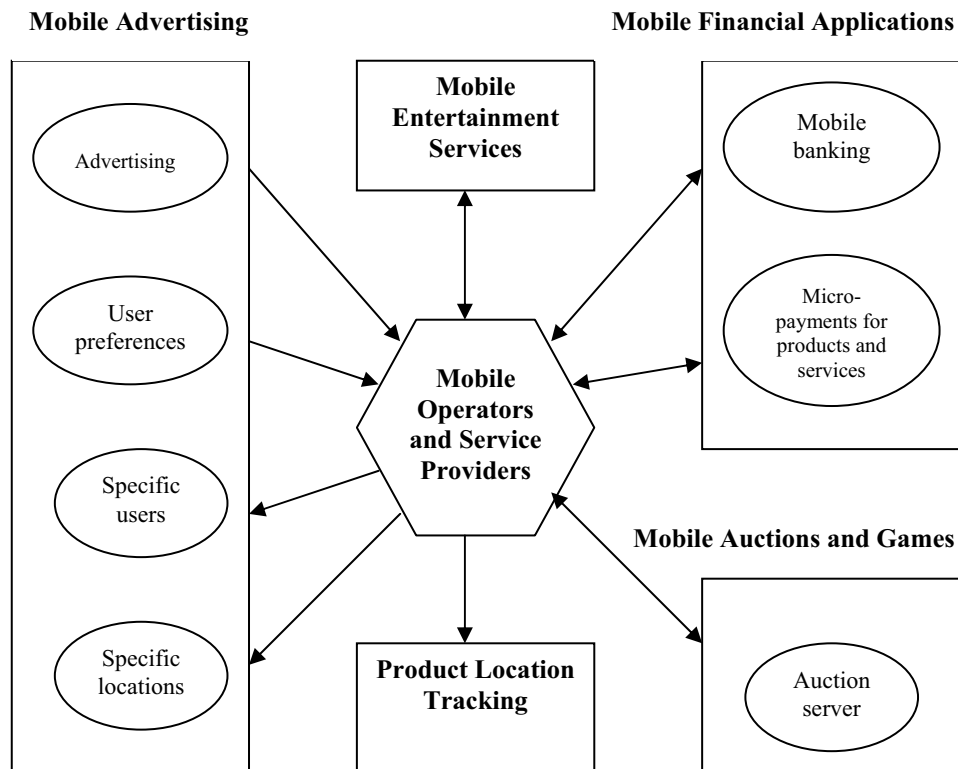 Mobile Advertising
Advertising
User
preferences
Specific
users
Specific
locations
Mobile
Entertainment
Services
Mobile
Operators
and Service
Providers
Product Location
Tracking
Mobile Financial Applications
Mobile
banking
Micro-
payments for
products and
services
Mobile Auctions and Games
Auction
server